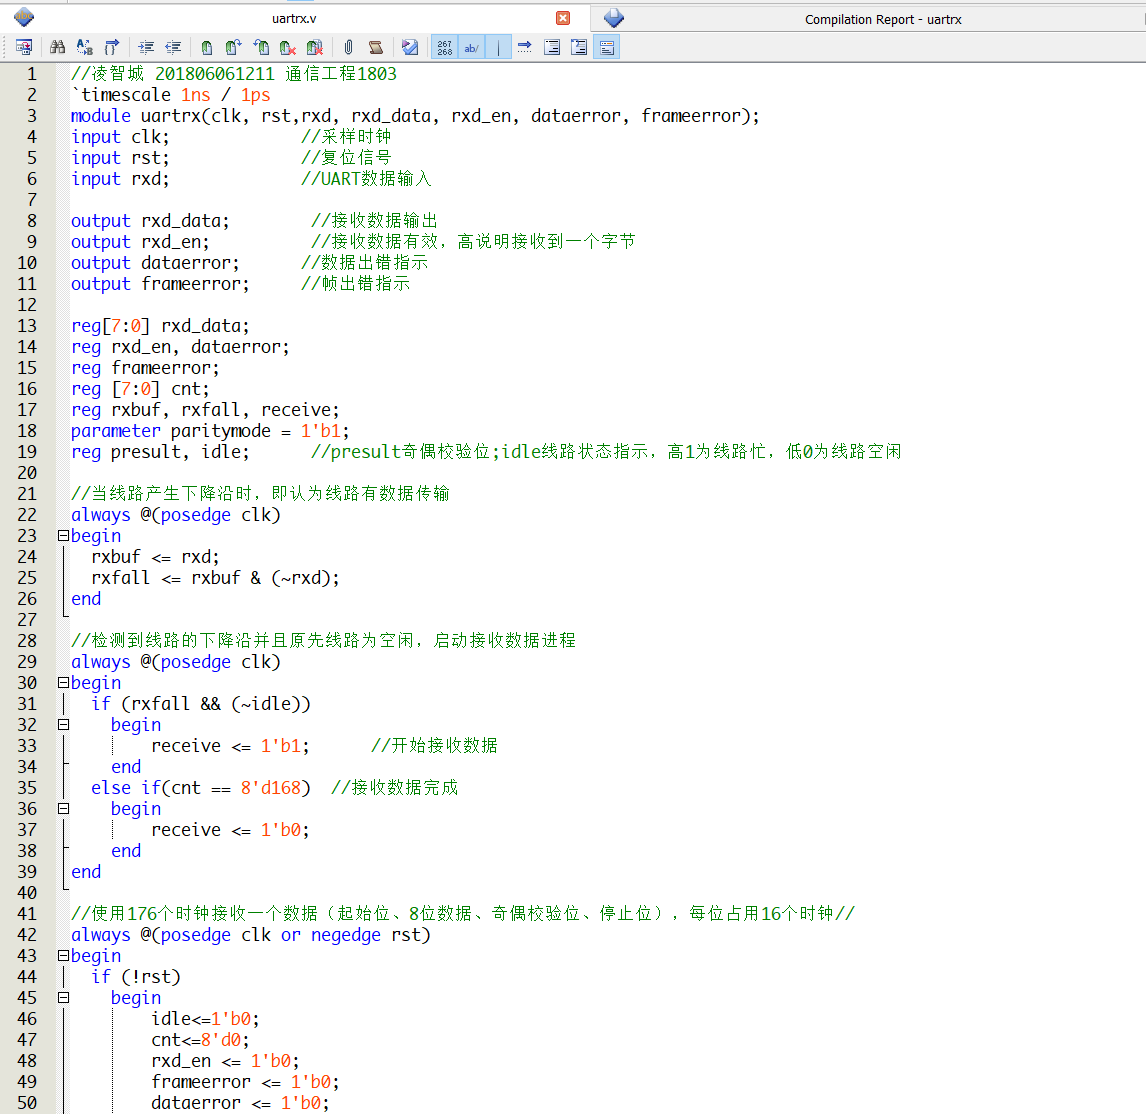 uartrx.v
Compilation Report - uartrx
267
268
ab/
1 //凌智城 201806061211 通信工程1803
2 `timescale 1ns / 1ps
3 module uartrx(clk, rst,rxd, rxd_data, rxd_en, dataerror, frameerror);
4 input clk; //采样时钟
5 input rst; //复位信号
6 input rxd; //UART数据输入
7
8 output rxd_data; //接收数据输出
9 output rxd_en; //接收数据有效，高说明接收到一个字节
10 output dataerror; //数据出错指示
11 output frameerror; //帧出错指示
12
13 reg[7:0] rxd_data;
14 reg rxd_en, dataerror;
15 reg frameerror;
16 reg [7:0] cnt;
17 reg rxbuf, rxfall, receive;
18 parameter paritymode = 1'b1;
19 reg presult, idle; //presult奇偶校验位;idle线路状态指示，高1为线路忙，低0为线路空闲
20
21 //当线路产生下降沿时，即认为线路有数据传输
22 always @(posedge clk)
23 begin
24 rxbuf <= rxd;
25 rxfall <= rxbuf & (~rxd);
26 end
27
28 //检测到线路的下降沿并且原先线路为空闲，启动接收数据进程
29 always @(posedge clk)
30 begin
31 if (rxfall && (~idle))
32 begin
33 receive <= 1'b1; //开始接收数据
34 end
35 else if(cnt == 8'd168) //接收数据完成
36 begin
37 receive <= 1'b0;
38 end
39 end
40
41 //使用176个时钟接收一个数据（起始位、8位数据、奇偶校验位、停止位），每位占用16个时钟//
42 always @(posedge clk or negedge rst)
43 begin
44 if (!rst)
45 begin
46 idle<=1'b0;
47 cnt<=8'd0;
48 rxd_en <= 1'b0;
49 frameerror <= 1'b0;
50 dataerror <= 1'b0;